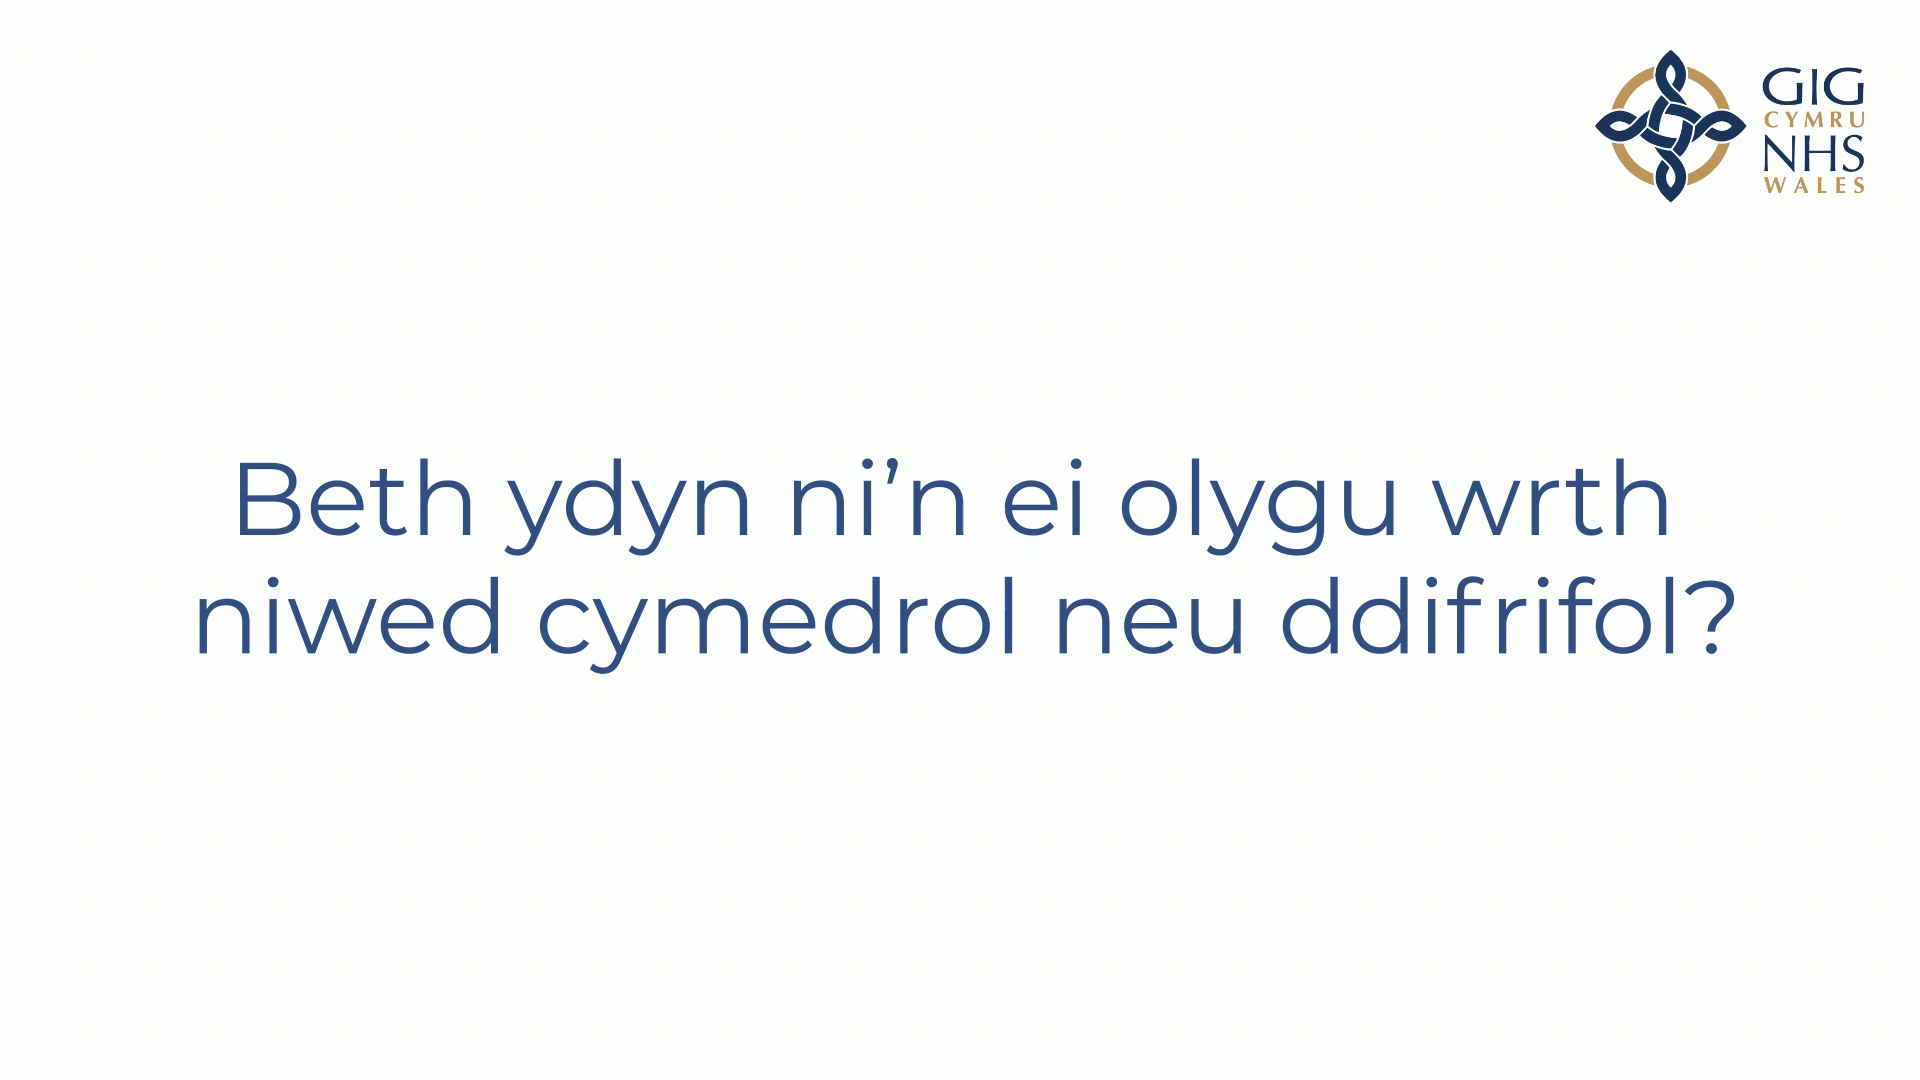 GIG
CYMRU
NHS
WALES
Beth ydyn ni’n ei olygu wrth
niwed cymedrol neu ddifrifol?